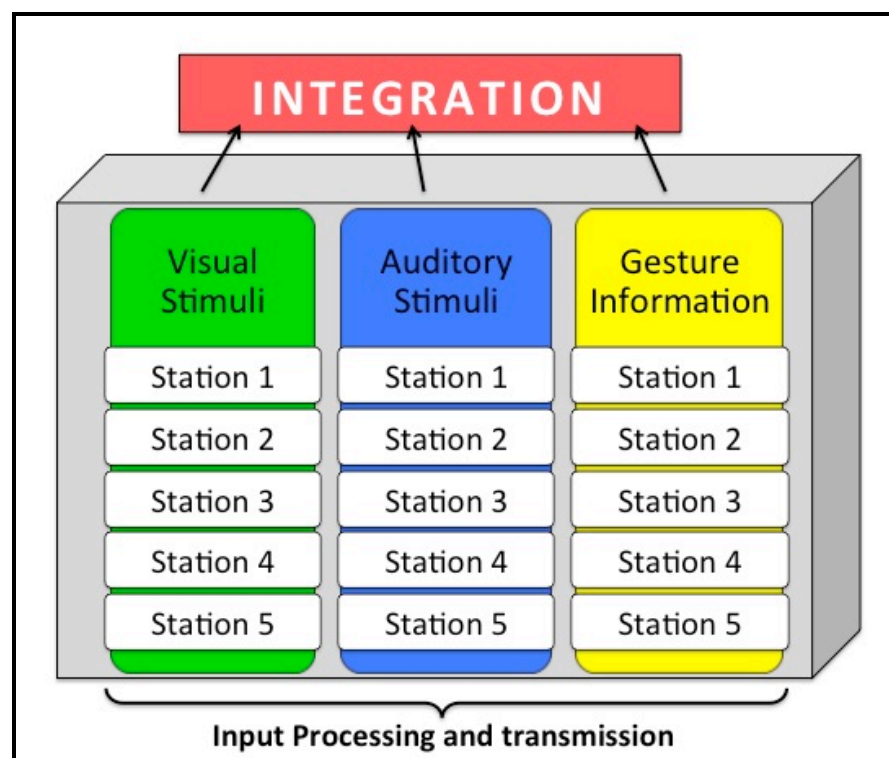 INTEGRATION
Visual
Stimuli
Station 1
Station 2
Station 3
Station 4
Station 5
Auditory
Stimuli
Station 1
Station 2
Station 3
Station 4
Station 5
Gesture
Information
Station 1
Station 2
Station 3
Station 4
Station 5
Input Processing and transmission